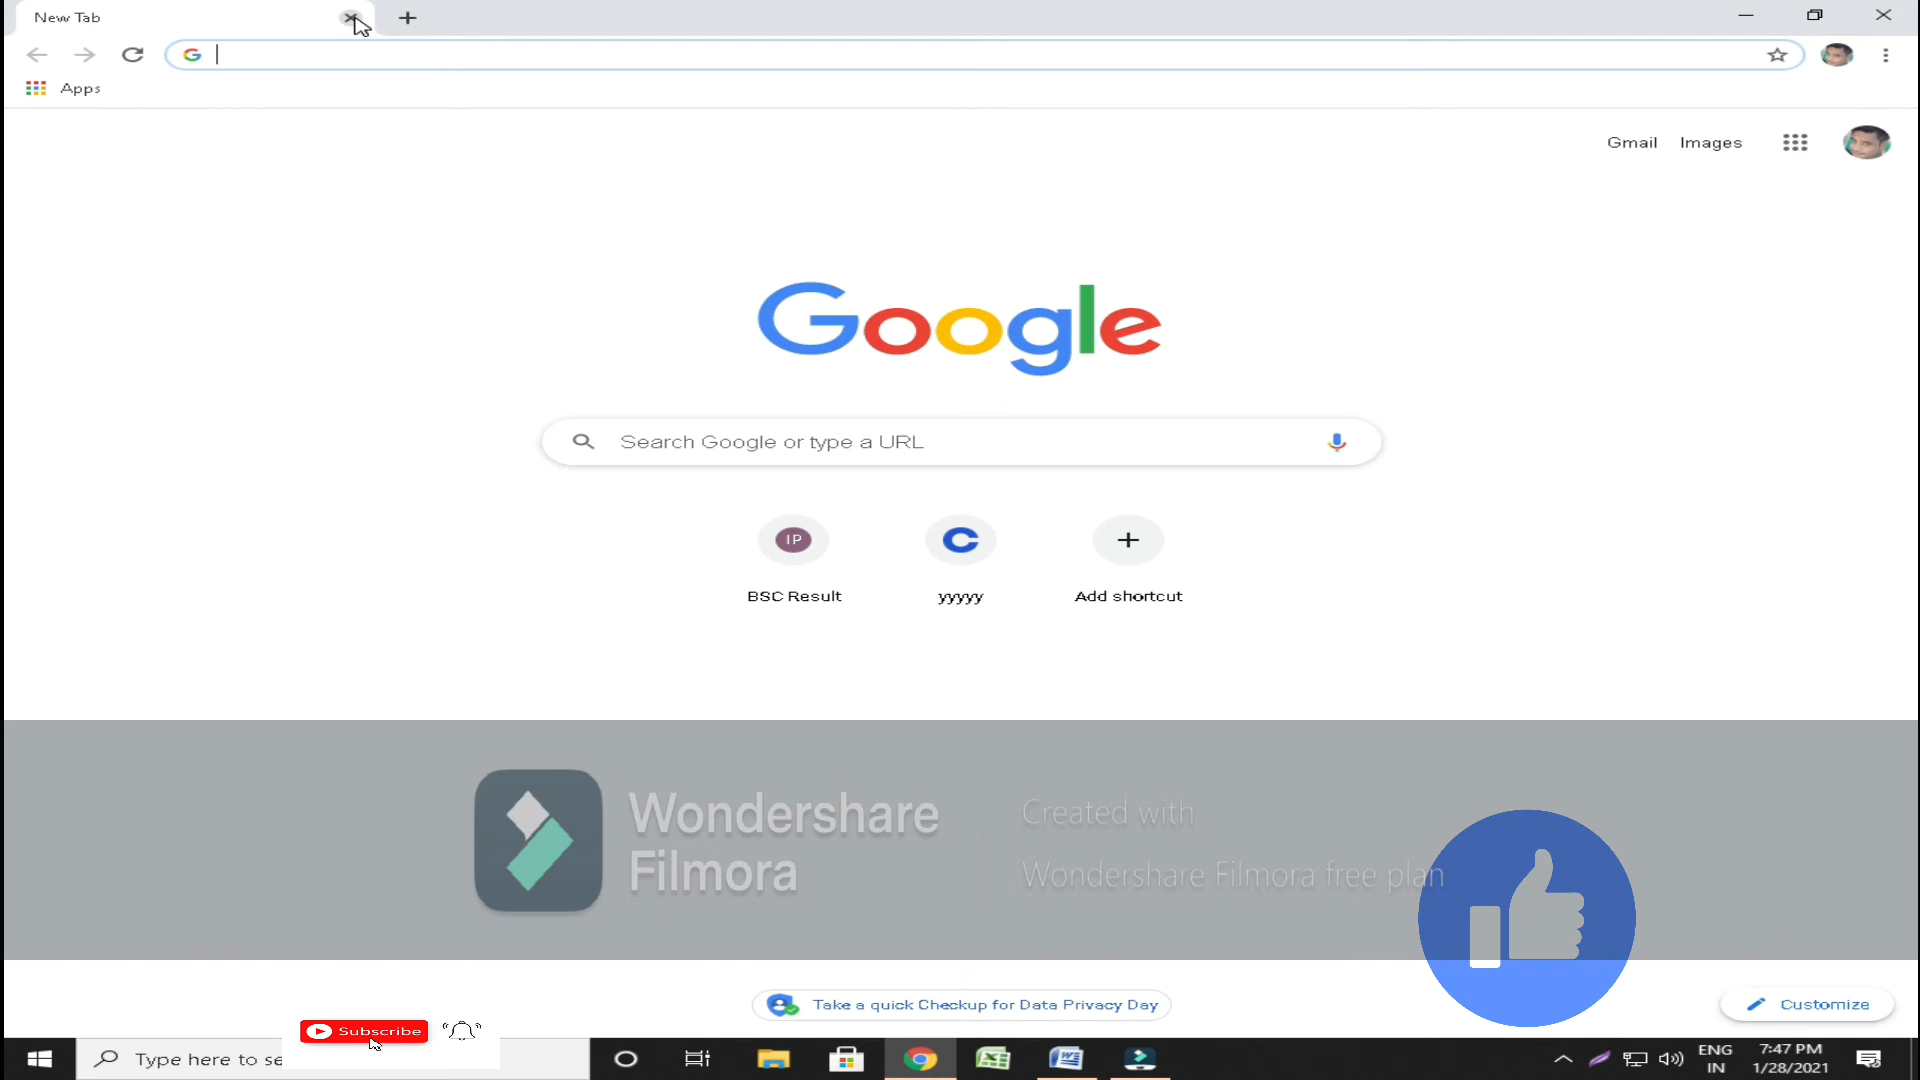 New Tab
Apps
Gmail Images
Google
Search Google or type a URL
IP
BSC Result
yyyyy
Add shortcut
Wondershare
Filmora
Created with
Wondershare Filmora free plan
Take a quick Checkup for Data Privacy Day
Customize
Subscribe
Type here to se
ENG
IN
7:47 PM
1/28/2021